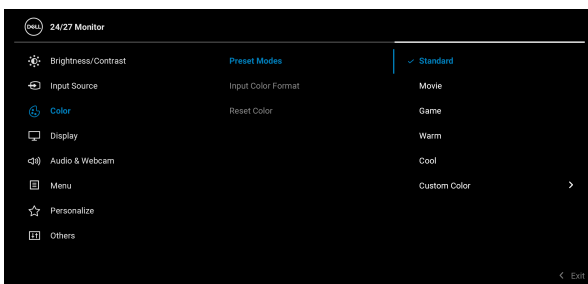 DELL 24/27 Monitor
Brightness/Contrast Preset Modes Standard
Input Source Input Color Format Movie
Color Reset Color Game
Display Warm
Audio & Webcam Cool
Menu Custom Color
Personalize
Others
Exit